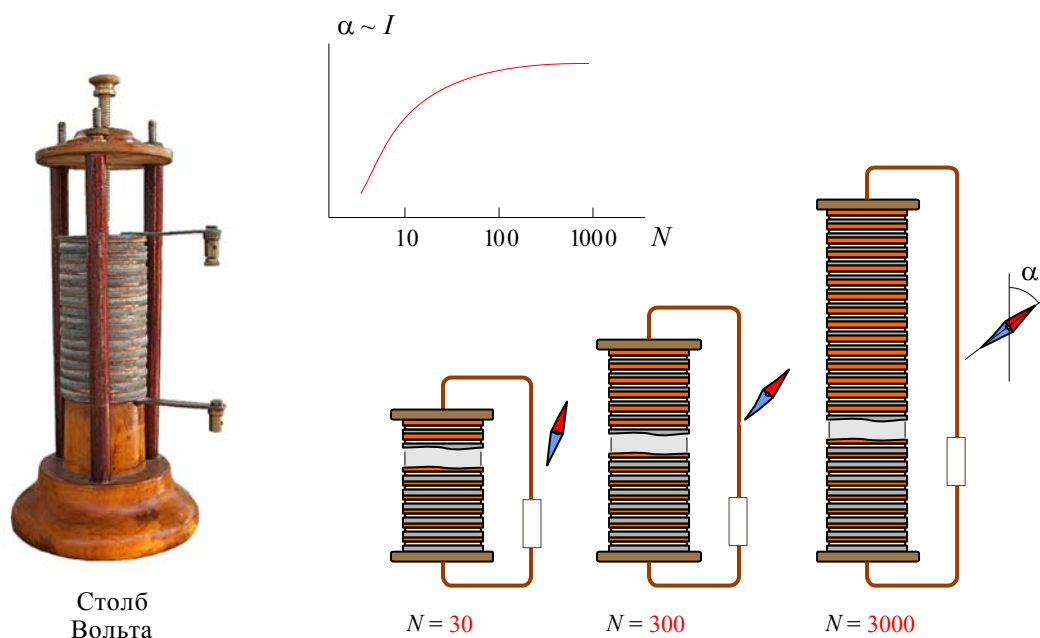 α ~ I
10 100 1000 N
α
Столб
Вольта
N = 30
N = 300
N = 3000